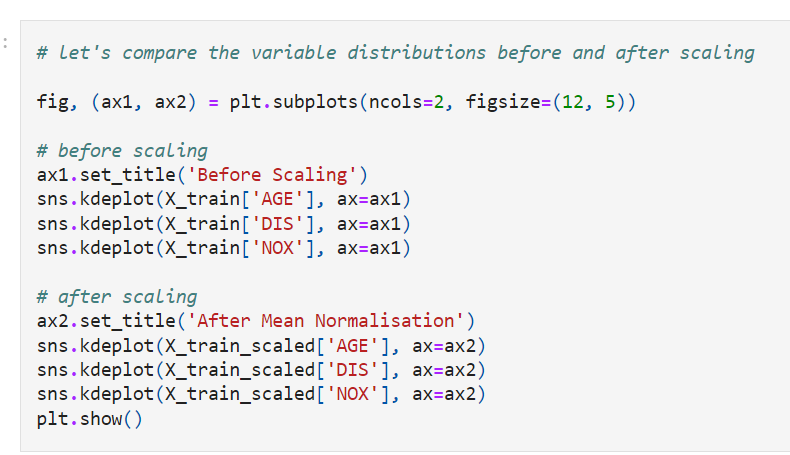 # let's compare the variable distributions before and after scaling
fig, (ax1, ax2) = plt.subplots(ncols=2, figsize=(12, 5))
# before scaling
ax1.set_title('Before Scaling')
sns.kdeplot(X_train['AGE'], ax=ax1)
sns.kdeplot(X_train['DIS'], ax=ax1)
sns.kdeplot(X_train['NOX'], ax=ax1)
# after scaling
ax2.set_title('After Mean Normalisation')
sns.kdeplot(X_train_scaled['AGE'], ax=ax2)
sns.kdeplot(X_train_scaled['DIS'], ax=ax2)
sns.kdeplot(X_train_scaled['NOX'], ax=ax2)
plt.show()